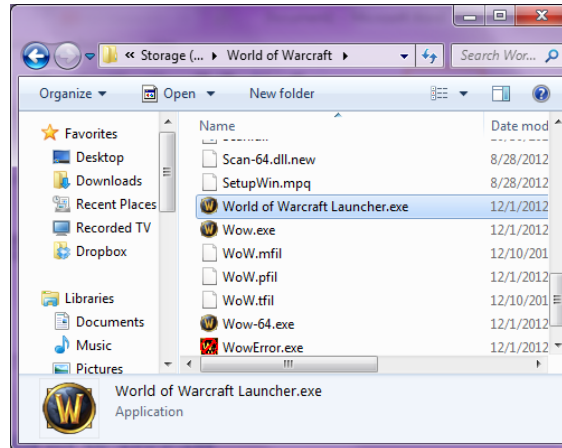 « Storage (... ▸ World of Warcraft ▸ Search Wor...
Organize ▾ Open ▾ New folder
Favorites
Desktop
Downloads
Recent Places
Recorded TV
Dropbox
Libraries
Documents
Music
Pictures
Name Date mod
Scan-64.dll.new 8/28/2012
SetupWin.mpq 8/28/2012
World of Warcraft Launcher.exe 12/1/2012
Wow.exe 12/1/2012
WoW.mfil 12/10/201
WoW.pfil 12/1/2012
WoW.tfil 12/10/201
Wow-64.exe 12/1/2012
WowError.exe 12/1/2012
World of Warcraft Launcher.exe
Application